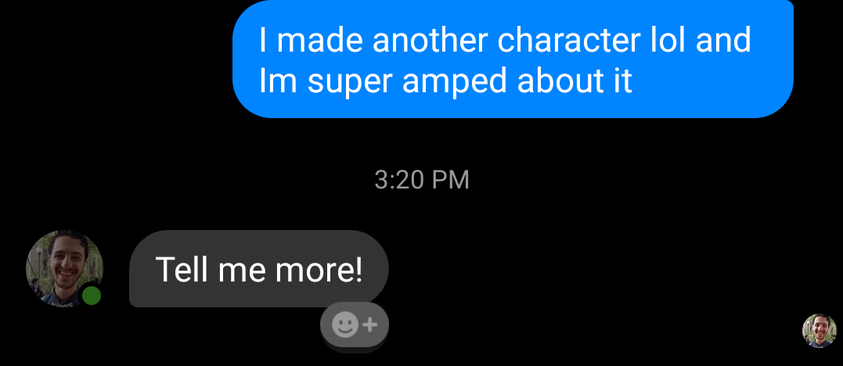 I made another character lol and
Im super amped about it
3:20 PM
Tell me more!